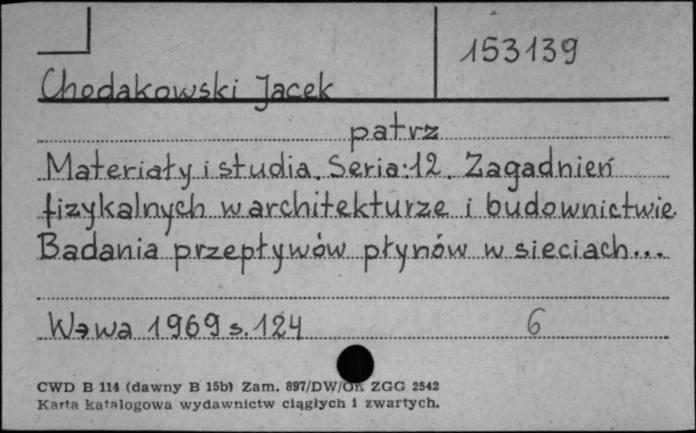 153139
Chodakowski Jacek
patrz
Materiały i studia. Seria:12. Zagadnień
fizykalnych w architekturze i budownictwie.
Badania przepływów płynów w sieciach...
W-wa 1969 s. 124 6
CWD B 114 (dawny B 15b) Zam. 897/DW/OK ZGG 2542
Karta katalogowa wydawnictw ciągłych i zwartych.